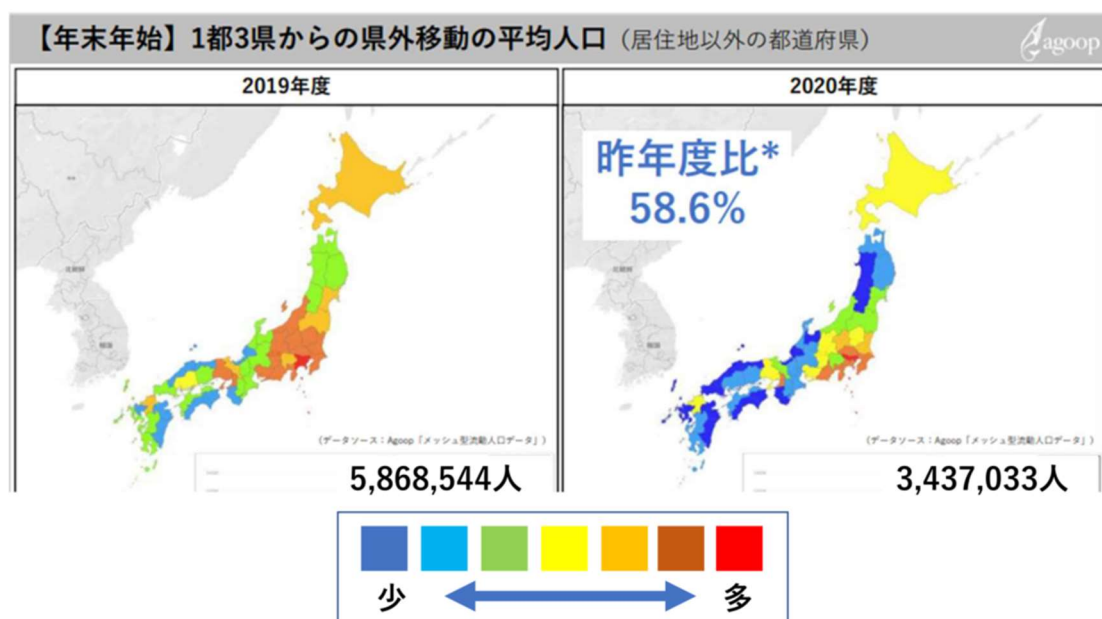 【年末年始】1都3県からの県外移動の平均人口（居住地以外の都道府県）
agoop
2019年度
2020年度
昨年度比*
58.6%
（データソース：Agoop「メッシュ型流動人口データ」）
（データソース：Agoop「メッシュ型流動人口データ」）
5,868,544人
3,437,033人
少
多